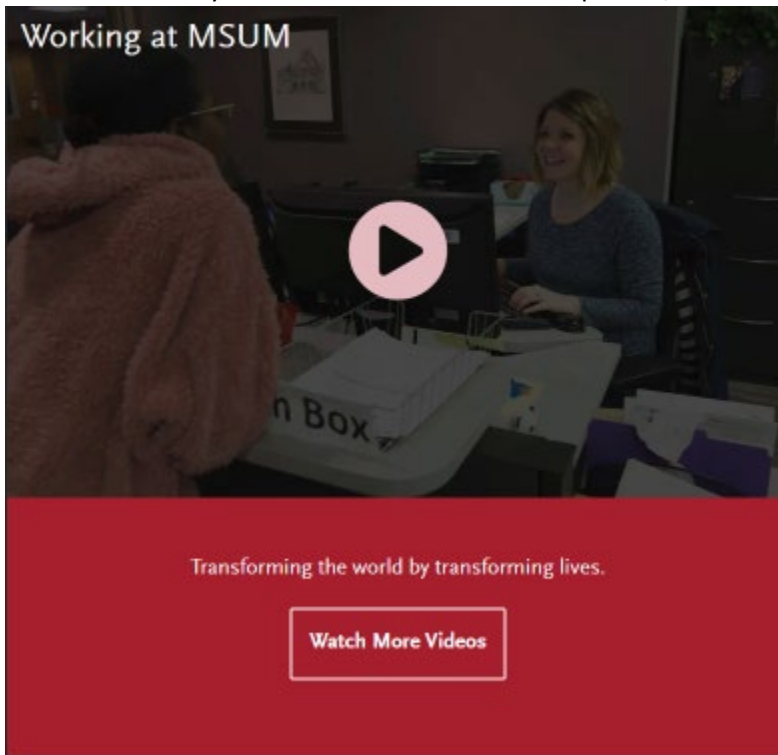 Working at MSUM
n Box
Transforming the world by transforming lives.
Watch More Videos